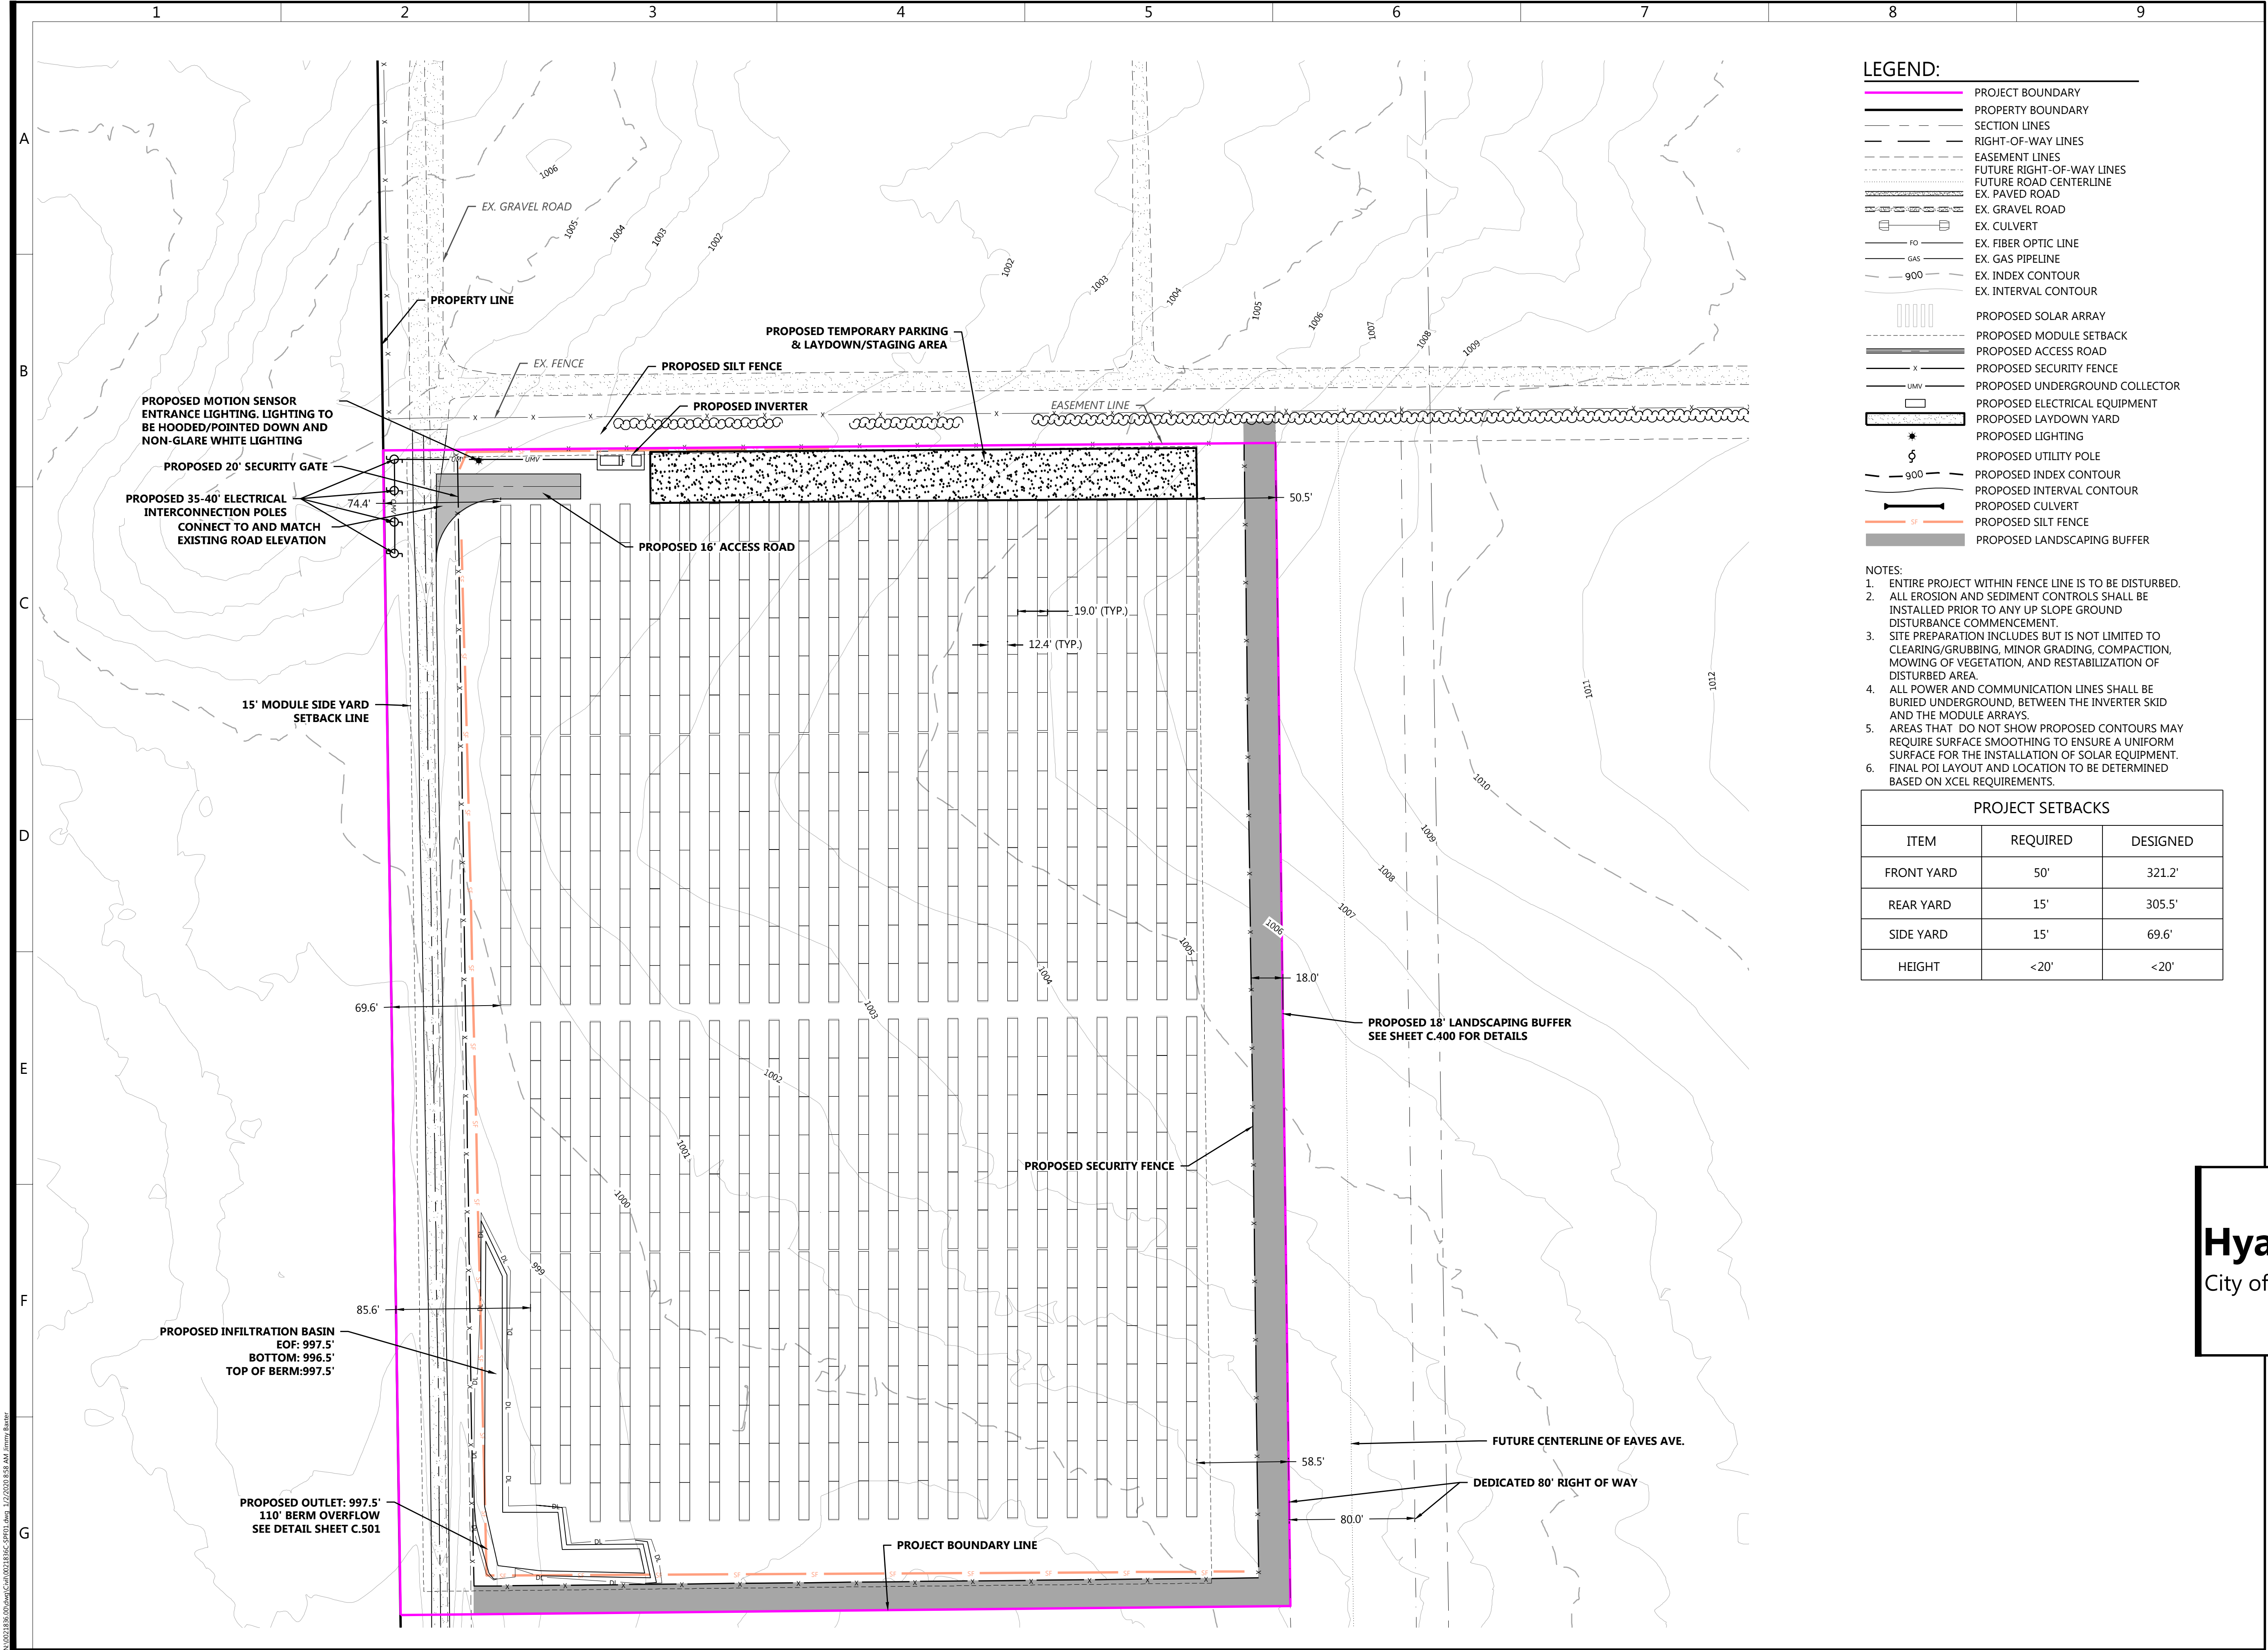 1 2 3 4 5 6 7 8 9
A
B
C
D
E
F
G
1006
1005
1004
1003
1002
1002
1003
1004
1005
1006
1007
1008
1009
EX. GRAVEL ROAD
PROPERTY LINE
PROPOSED TEMPORARY PARKING
& LAYDOWN/STAGING AREA
EX. FENCE
PROPOSED SILT FENCE
PROPOSED INVERTER
EASEMENT LINE
PROPOSED MOTION SENSOR
ENTRANCE LIGHTING. LIGHTING TO
BE HOODED/POINTED DOWN AND
NON-GLARE WHITE LIGHTING
PROPOSED 20' SECURITY GATE
PROPOSED 35-40' ELECTRICAL
INTERCONNECTION POLES
CONNECT TO AND MATCH
EXISTING ROAD ELEVATION
UMV
74.4'
50.5'
PROPOSED 16' ACCESS ROAD
19.0' (TYP.)
12.4' (TYP.)
15' MODULE SIDE YARD
SETBACK LINE
1011
1012
1010
1009
1008
1007
1006
1005
1004
1003
1002
1001
1000
999
69.6'
18.0'
PROPOSED 18' LANDSCAPING BUFFER
SEE SHEET C.400 FOR DETAILS
PROPOSED SECURITY FENCE
85.6'
PROPOSED INFILTRATION BASIN
EOF: 997.5'
BOTTOM: 996.5'
TOP OF BERM:997.5'
FUTURE CENTERLINE OF EAVES AVE.
58.5'
DEDICATED 80' RIGHT OF WAY
80.0'
PROPOSED OUTLET: 997.5'
110' BERM OVERFLOW
SEE DETAIL SHEET C.501
PROJECT BOUNDARY LINE
LEGEND:
PROJECT BOUNDARY
PROPERTY BOUNDARY
SECTION LINES
RIGHT-OF-WAY LINES
EASEMENT LINES
FUTURE RIGHT-OF-WAY LINES
FUTURE ROAD CENTERLINE
EX. PAVED ROAD
EX. GRAVEL ROAD
EX. CULVERT
FO EX. FIBER OPTIC LINE
GAS EX. GAS PIPELINE
900 EX. INDEX CONTOUR
EX. INTERVAL CONTOUR
PROPOSED SOLAR ARRAY
PROPOSED MODULE SETBACK
PROPOSED ACCESS ROAD
X PROPOSED SECURITY FENCE
UMV PROPOSED UNDERGROUND COLLECTOR
PROPOSED ELECTRICAL EQUIPMENT
PROPOSED LAYDOWN YARD
PROPOSED LIGHTING
PROPOSED UTILITY POLE
900 PROPOSED INDEX CONTOUR
PROPOSED INTERVAL CONTOUR
PROPOSED CULVERT
SF PROPOSED SILT FENCE
PROPOSED LANDSCAPING BUFFER
NOTES:
1. ENTIRE PROJECT WITHIN FENCE LINE IS TO BE DISTURBED.
2. ALL EROSION AND SEDIMENT CONTROLS SHALL BE
INSTALLED PRIOR TO ANY UP SLOPE GROUND
DISTURBANCE COMMENCEMENT.
3. SITE PREPARATION INCLUDES BUT IS NOT LIMITED TO
CLEARING/GRUBBING, MINOR GRADING, COMPACTION,
MOWING OF VEGETATION, AND RESTABILIZATION OF
DISTURBED AREA.
4. ALL POWER AND COMMUNICATION LINES SHALL BE
BURIED UNDERGROUND, BETWEEN THE INVERTER SKID
AND THE MODULE ARRAYS.
5. AREAS THAT DO NOT SHOW PROPOSED CONTOURS MAY
REQUIRE SURFACE SMOOTHING TO ENSURE A UNIFORM
SURFACE FOR THE INSTALLATION OF SOLAR EQUIPMENT.
6. FINAL POI LAYOUT AND LOCATION TO BE DETERMINED
BASED ON XCEL REQUIREMENTS.
PROJECT SETBACKS
ITEM REQUIRED DESIGNED
FRONT YARD 50' 321.2'
REAR YARD 15' 305.5'
SIDE YARD 15' 69.6'
HEIGHT <20' <20'
Hya
City of